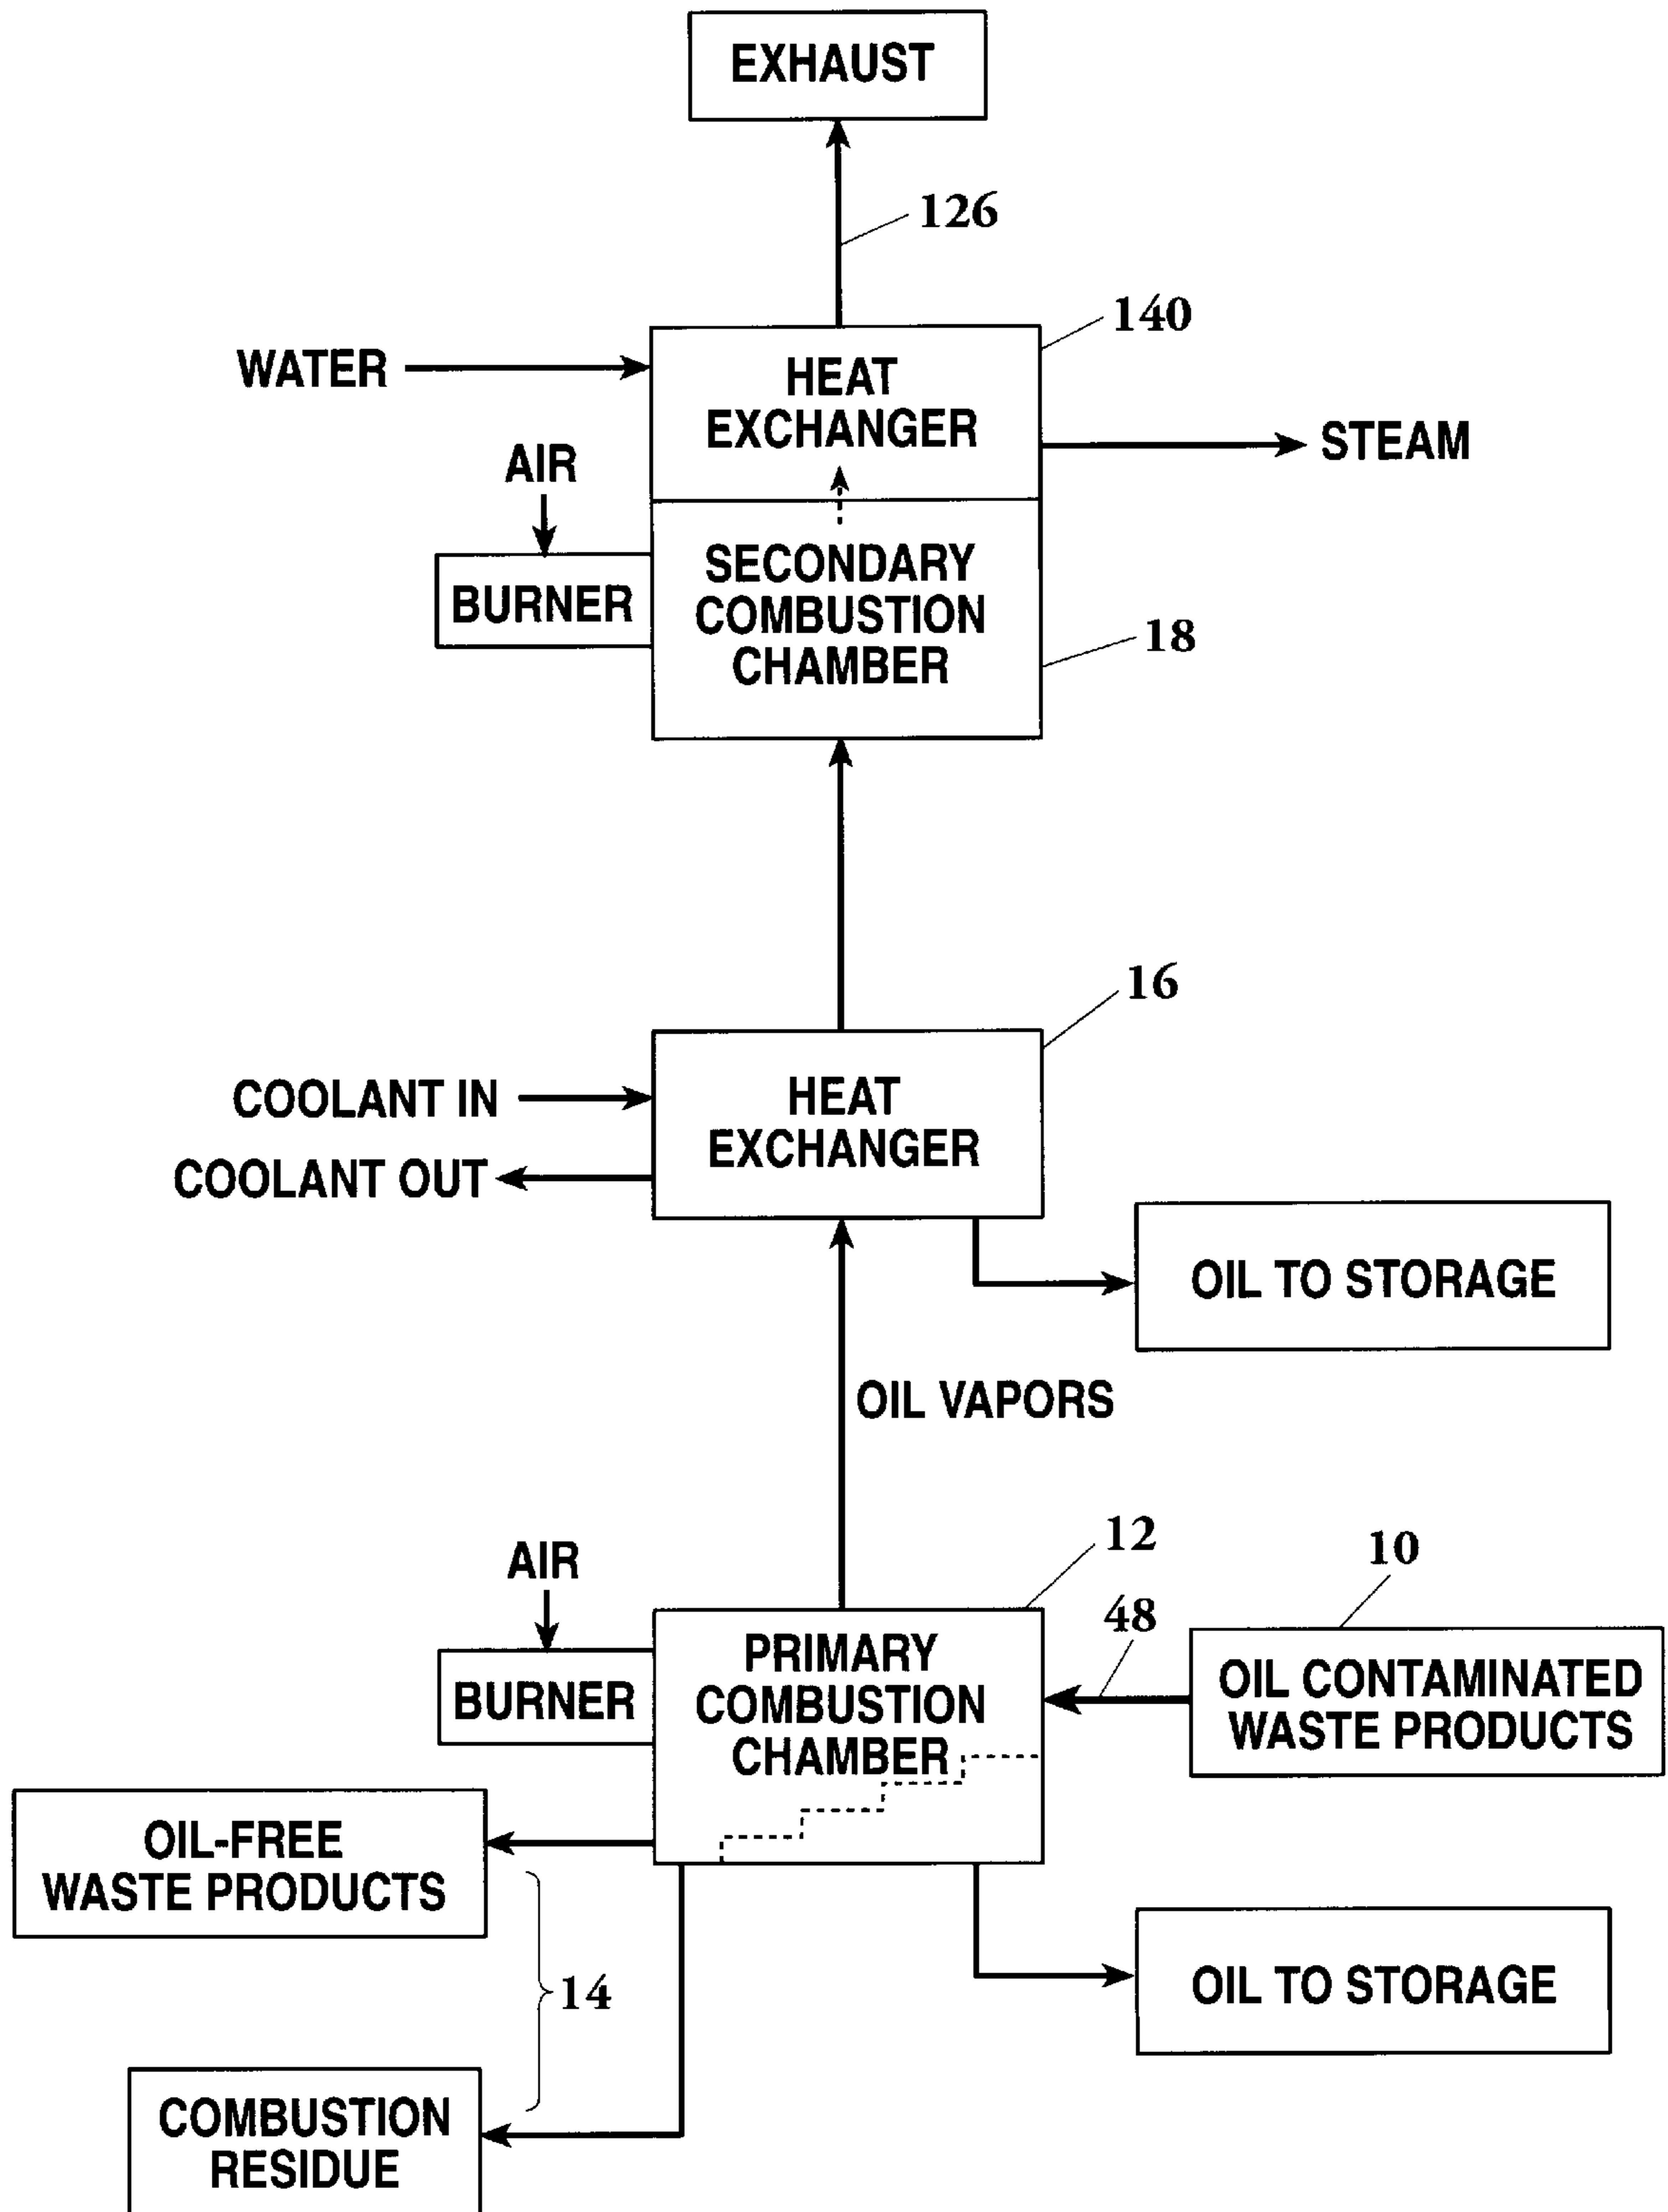 EXHAUST
126
140
WATER
HEAT
EXCHANGER
STEAM
AIR
BURNER
SECONDARY
COMBUSTION
CHAMBER
18
16
COOLANT IN
HEAT
EXCHANGER
COOLANT OUT
OIL TO STORAGE
OIL VAPORS
12
10
AIR
48
BURNER
PRIMARY
COMBUSTION
CHAMBER
OIL CONTAMINATED
WASTE PRODUCTS
OIL-FREE
WASTE PRODUCTS
14
OIL TO STORAGE
COMBUSTION
RESIDUE